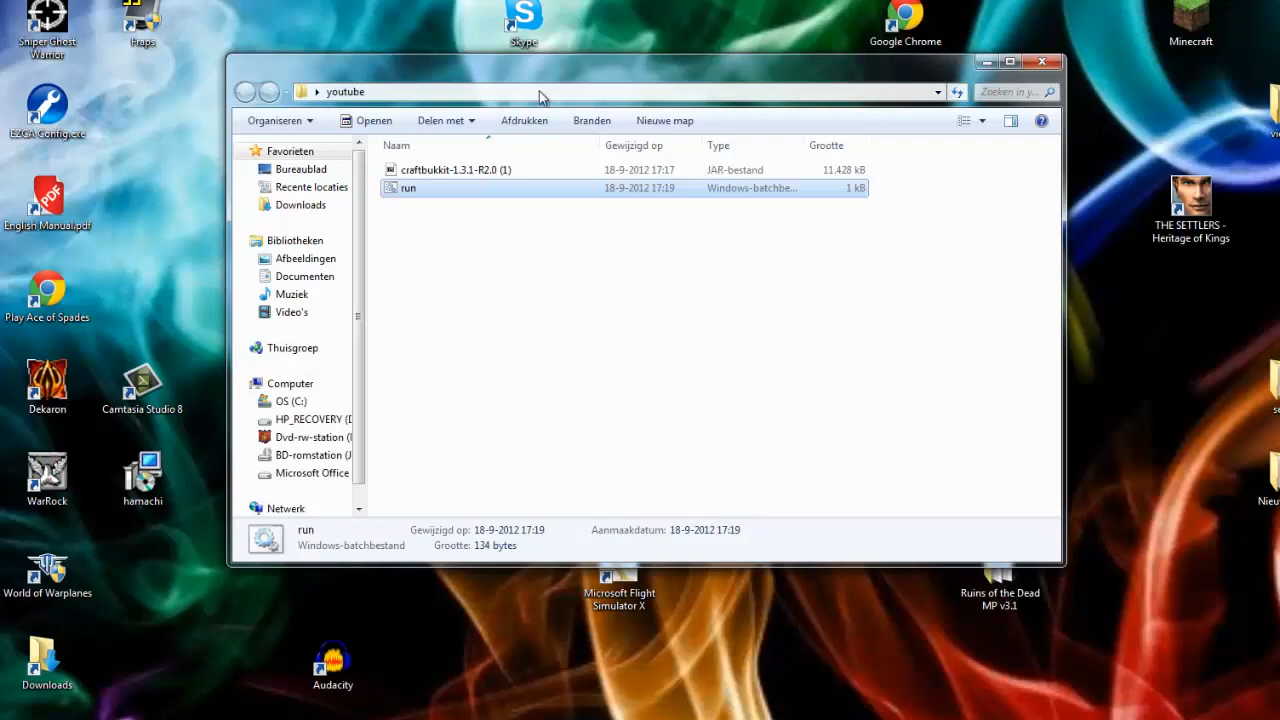 Sniper Ghost
Warrior
Fraps
Skype
Google Chrome
Minecraft
youtube
Zoeken in y...
Organiseren
Openen
Delen met
Afdrukken
Branden
Nieuwe map
Naam
Gewijzigd op
Type
Grootte
craftbukkit-1.3.1-R2.0 (1)
18-9-2012 17:17
JAR-bestand
11.428 kB
run
18-9-2012 17:19
Windows-batchbe...
1 kB
Favorieten
Bureaublad
Recente locaties
Downloads
Bibliotheken
Afbeeldingen
Documenten
Muziek
Video's
Thuisgroep
Computer
OS (C:)
HP_RECOVERY (
Dvd-rw-station (
BD-romstation (J
Microsoft Office
Netwerk
run
Gewijzigd op: 18-9-2012 17:19
Aanmaakdatum: 18-9-2012 17:19
Windows-batchbestand
Grootte: 134 bytes
EZGA Config.exe
PDF
English Manual.pdf
Play Ace of Spades
Dekaron
Camtasia Studio 8
WarRock
hamachi
World of Warplanes
Downloads
Audacity
Microsoft Flight
Simulator X
Ruins of the Dead
MP v3.1
THE SETTLERS -
Heritage of Kings
Nieu